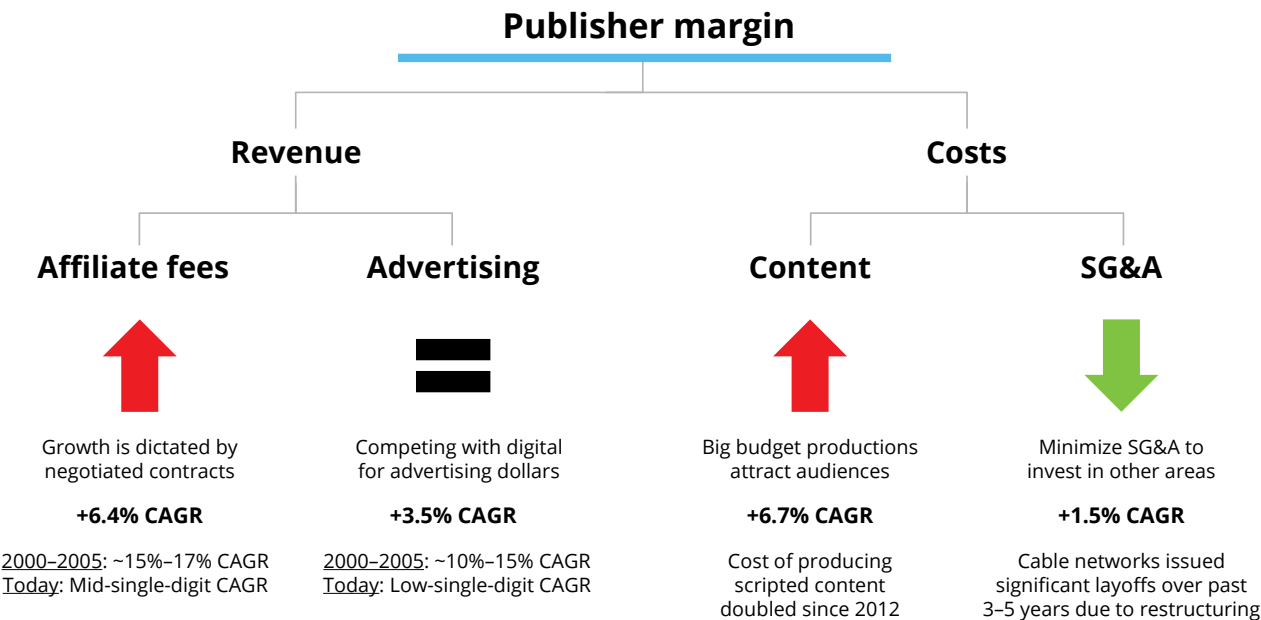 Publisher margin
Revenue
Costs
Affiliate fees
Advertising
Content
SG&A
Growth is dictated by
negotiated contracts
+6.4% CAGR
2000–2005: ~15%–17% CAGR
Today: Mid-single-digit CAGR
Competing with digital
for advertising dollars
+3.5% CAGR
2000–2005: ~10%–15% CAGR
Today: Low-single-digit CAGR
Big budget productions
attract audiences
+6.7% CAGR
Cost of producing
scripted content
doubled since 2012
Minimize SG&A to
invest in other areas
+1.5% CAGR
Cable networks issued
significant layoffs over past
3–5 years due to restructuring